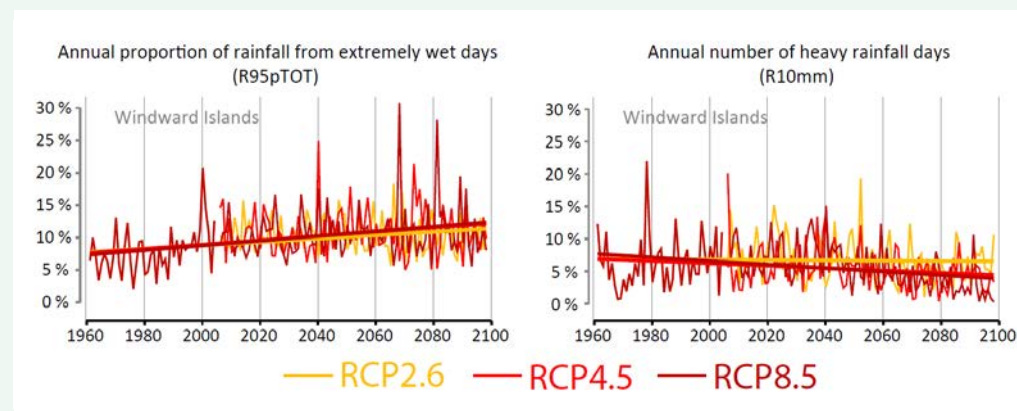 Annual proportion of rainfall from extremely wet days
(R95pTOT)
Windward Islands
30 %
25 %
20 %
15 %
10 %
5 %
0 %
1960 1980 2000 2020 2040 2060 2080 2100
Annual number of heavy rainfall days
(R10mm)
Windward Islands
30 %
25 %
20 %
15 %
10 %
5 %
0 %
1960 1980 2000 2020 2040 2060 2080 2100
RCP2.6 RCP4.5 RCP8.5